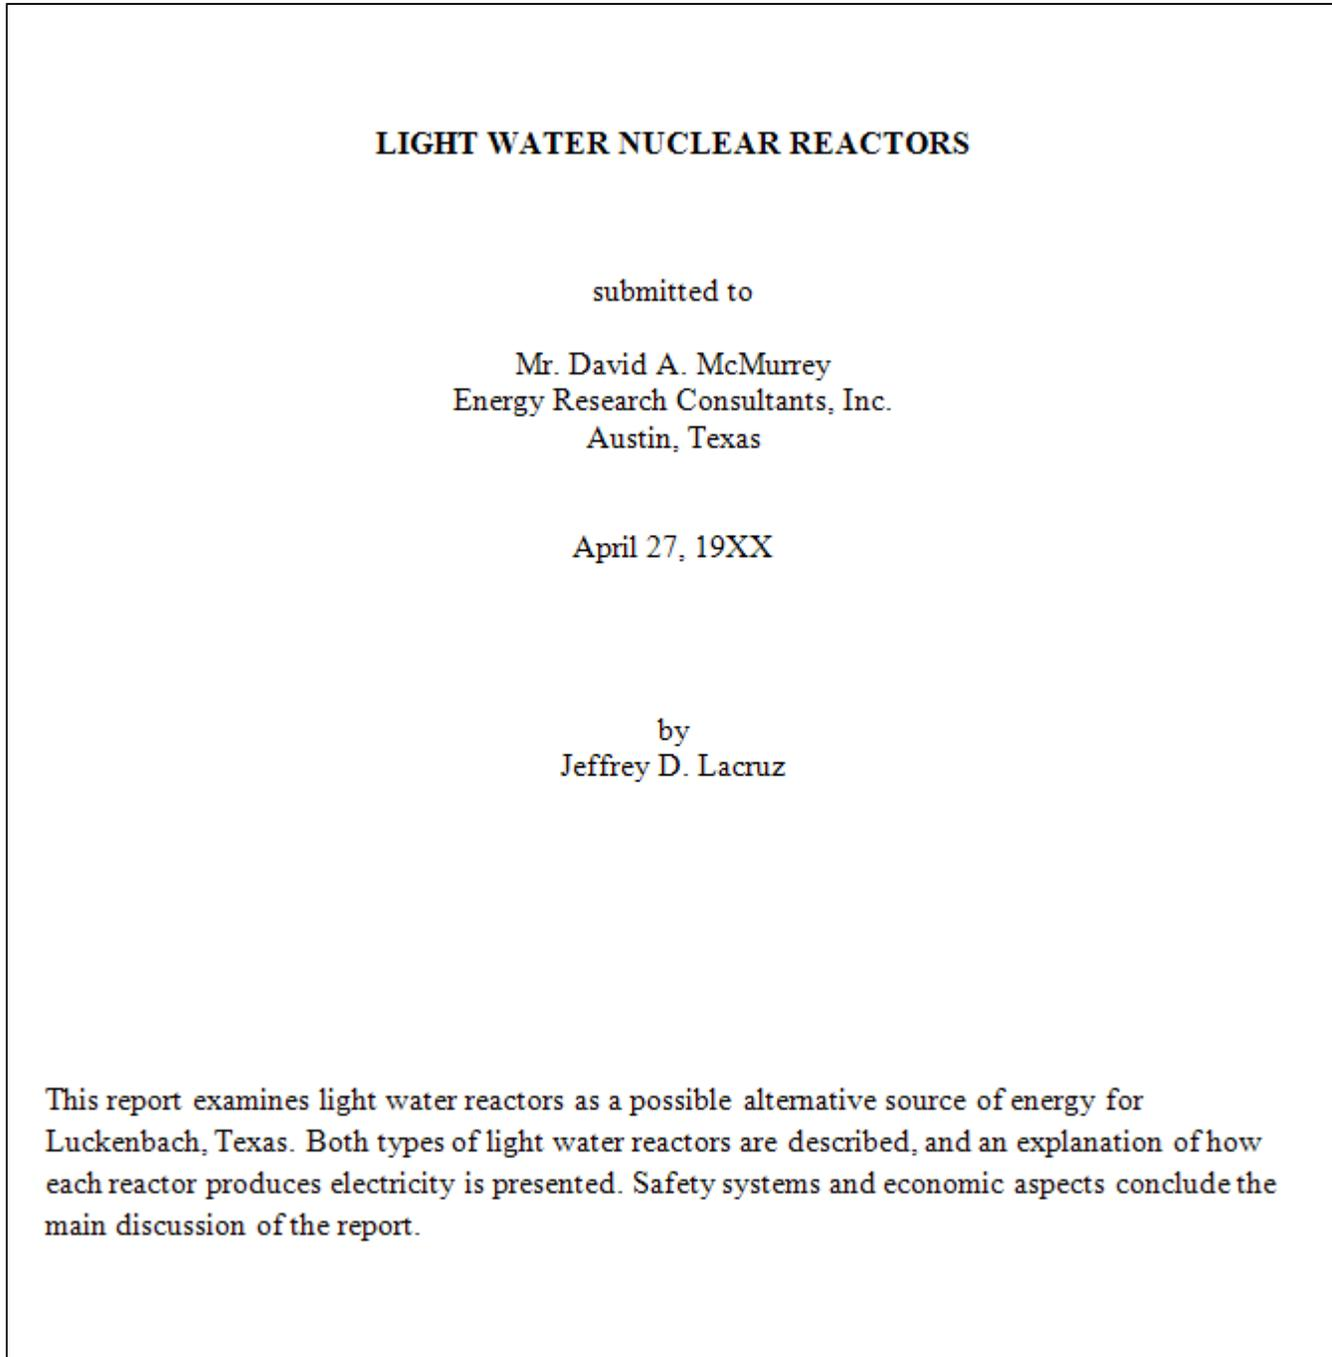 LIGHT WATER NUCLEAR REACTORS
submitted to
Mr. David A. McMurrey
Energy Research Consultants, Inc.
Austin, Texas
April 27, 19XX
by
Jeffrey D. Lacruz
This report examines light water reactors as a possible alternative source of energy for
Luckenbach, Texas. Both types of light water reactors are described, and an explanation of how
each reactor produces electricity is presented. Safety systems and economic aspects conclude the
main discussion of the report.